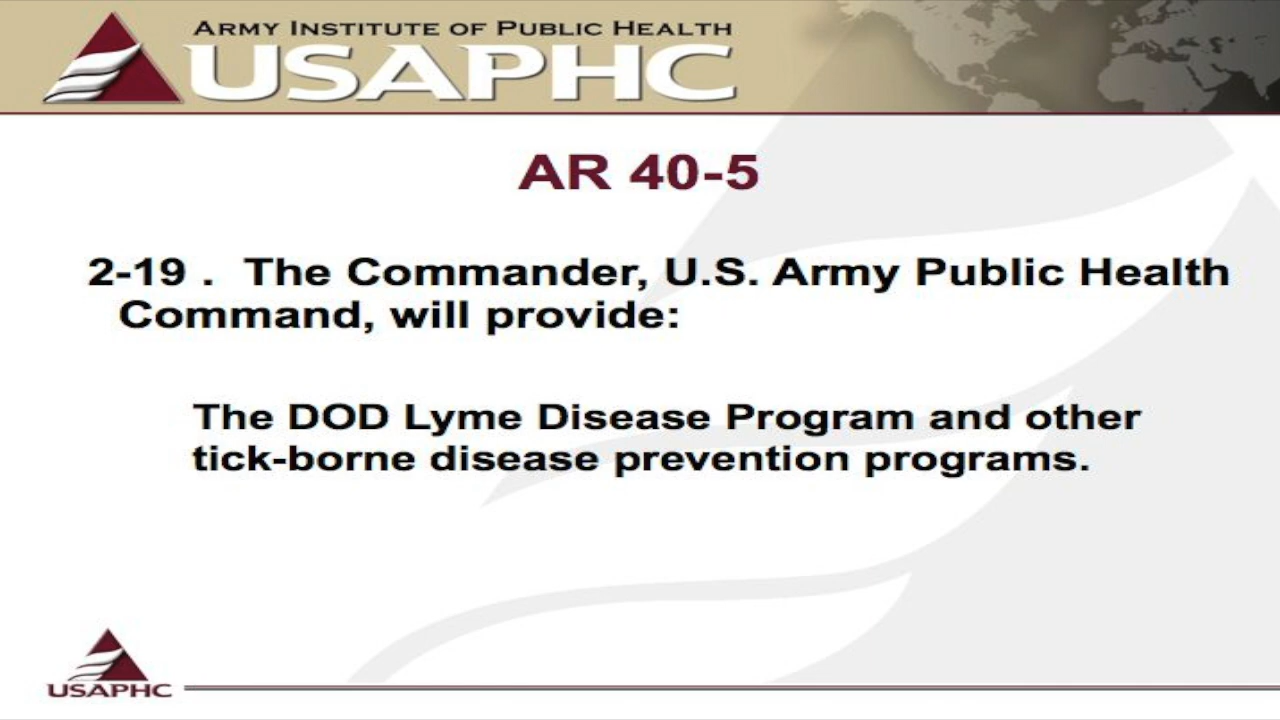 ARMY INSTITUTE OF PUBLIC HEALTH
USAPHC
AR 40-5
2-19 . The Commander, U.S. Army Public Health
Command, will provide:
The DOD Lyme Disease Program and other
tick-borne disease prevention programs.
USAPHC